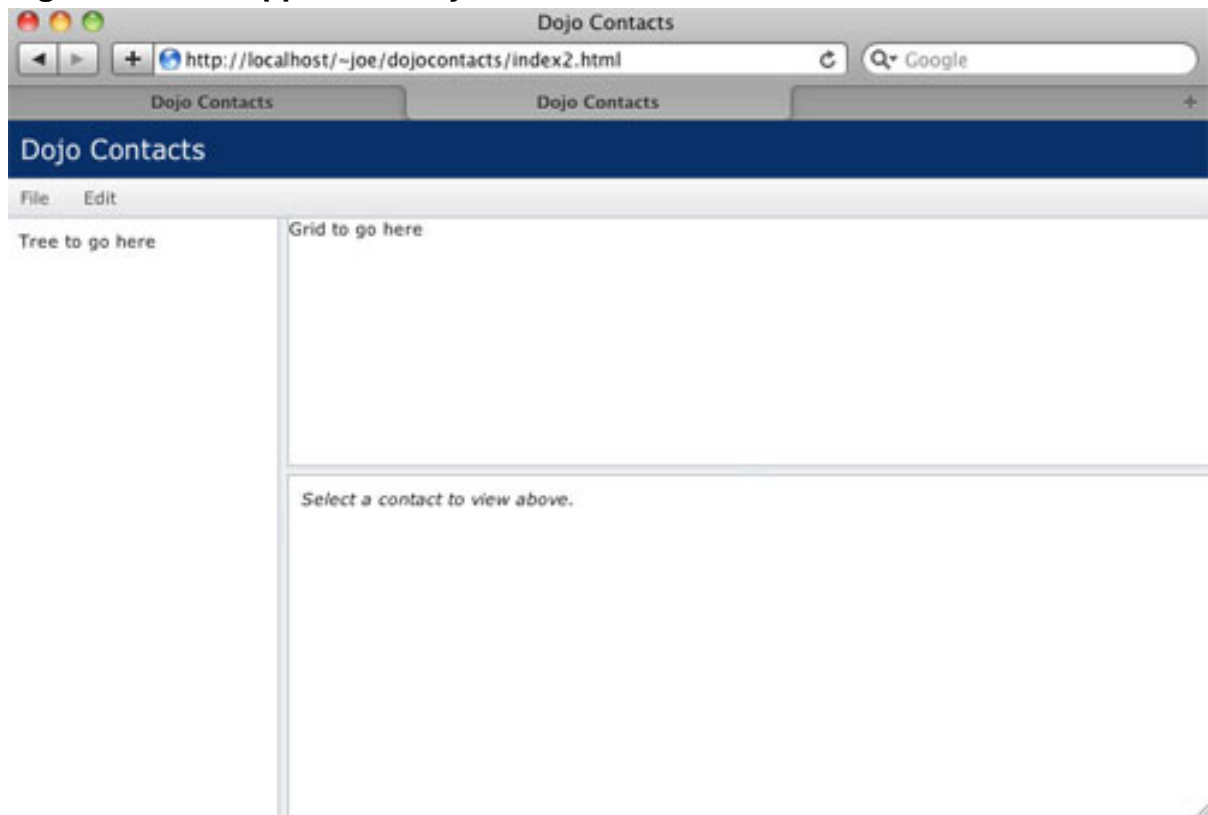 Dojo Contacts
http://localhost/~joe/dojocontacts/index2.html
Google
Dojo Contacts
Dojo Contacts
Dojo Contacts
File Edit
Tree to go here
Grid to go here
Select a contact to view above.